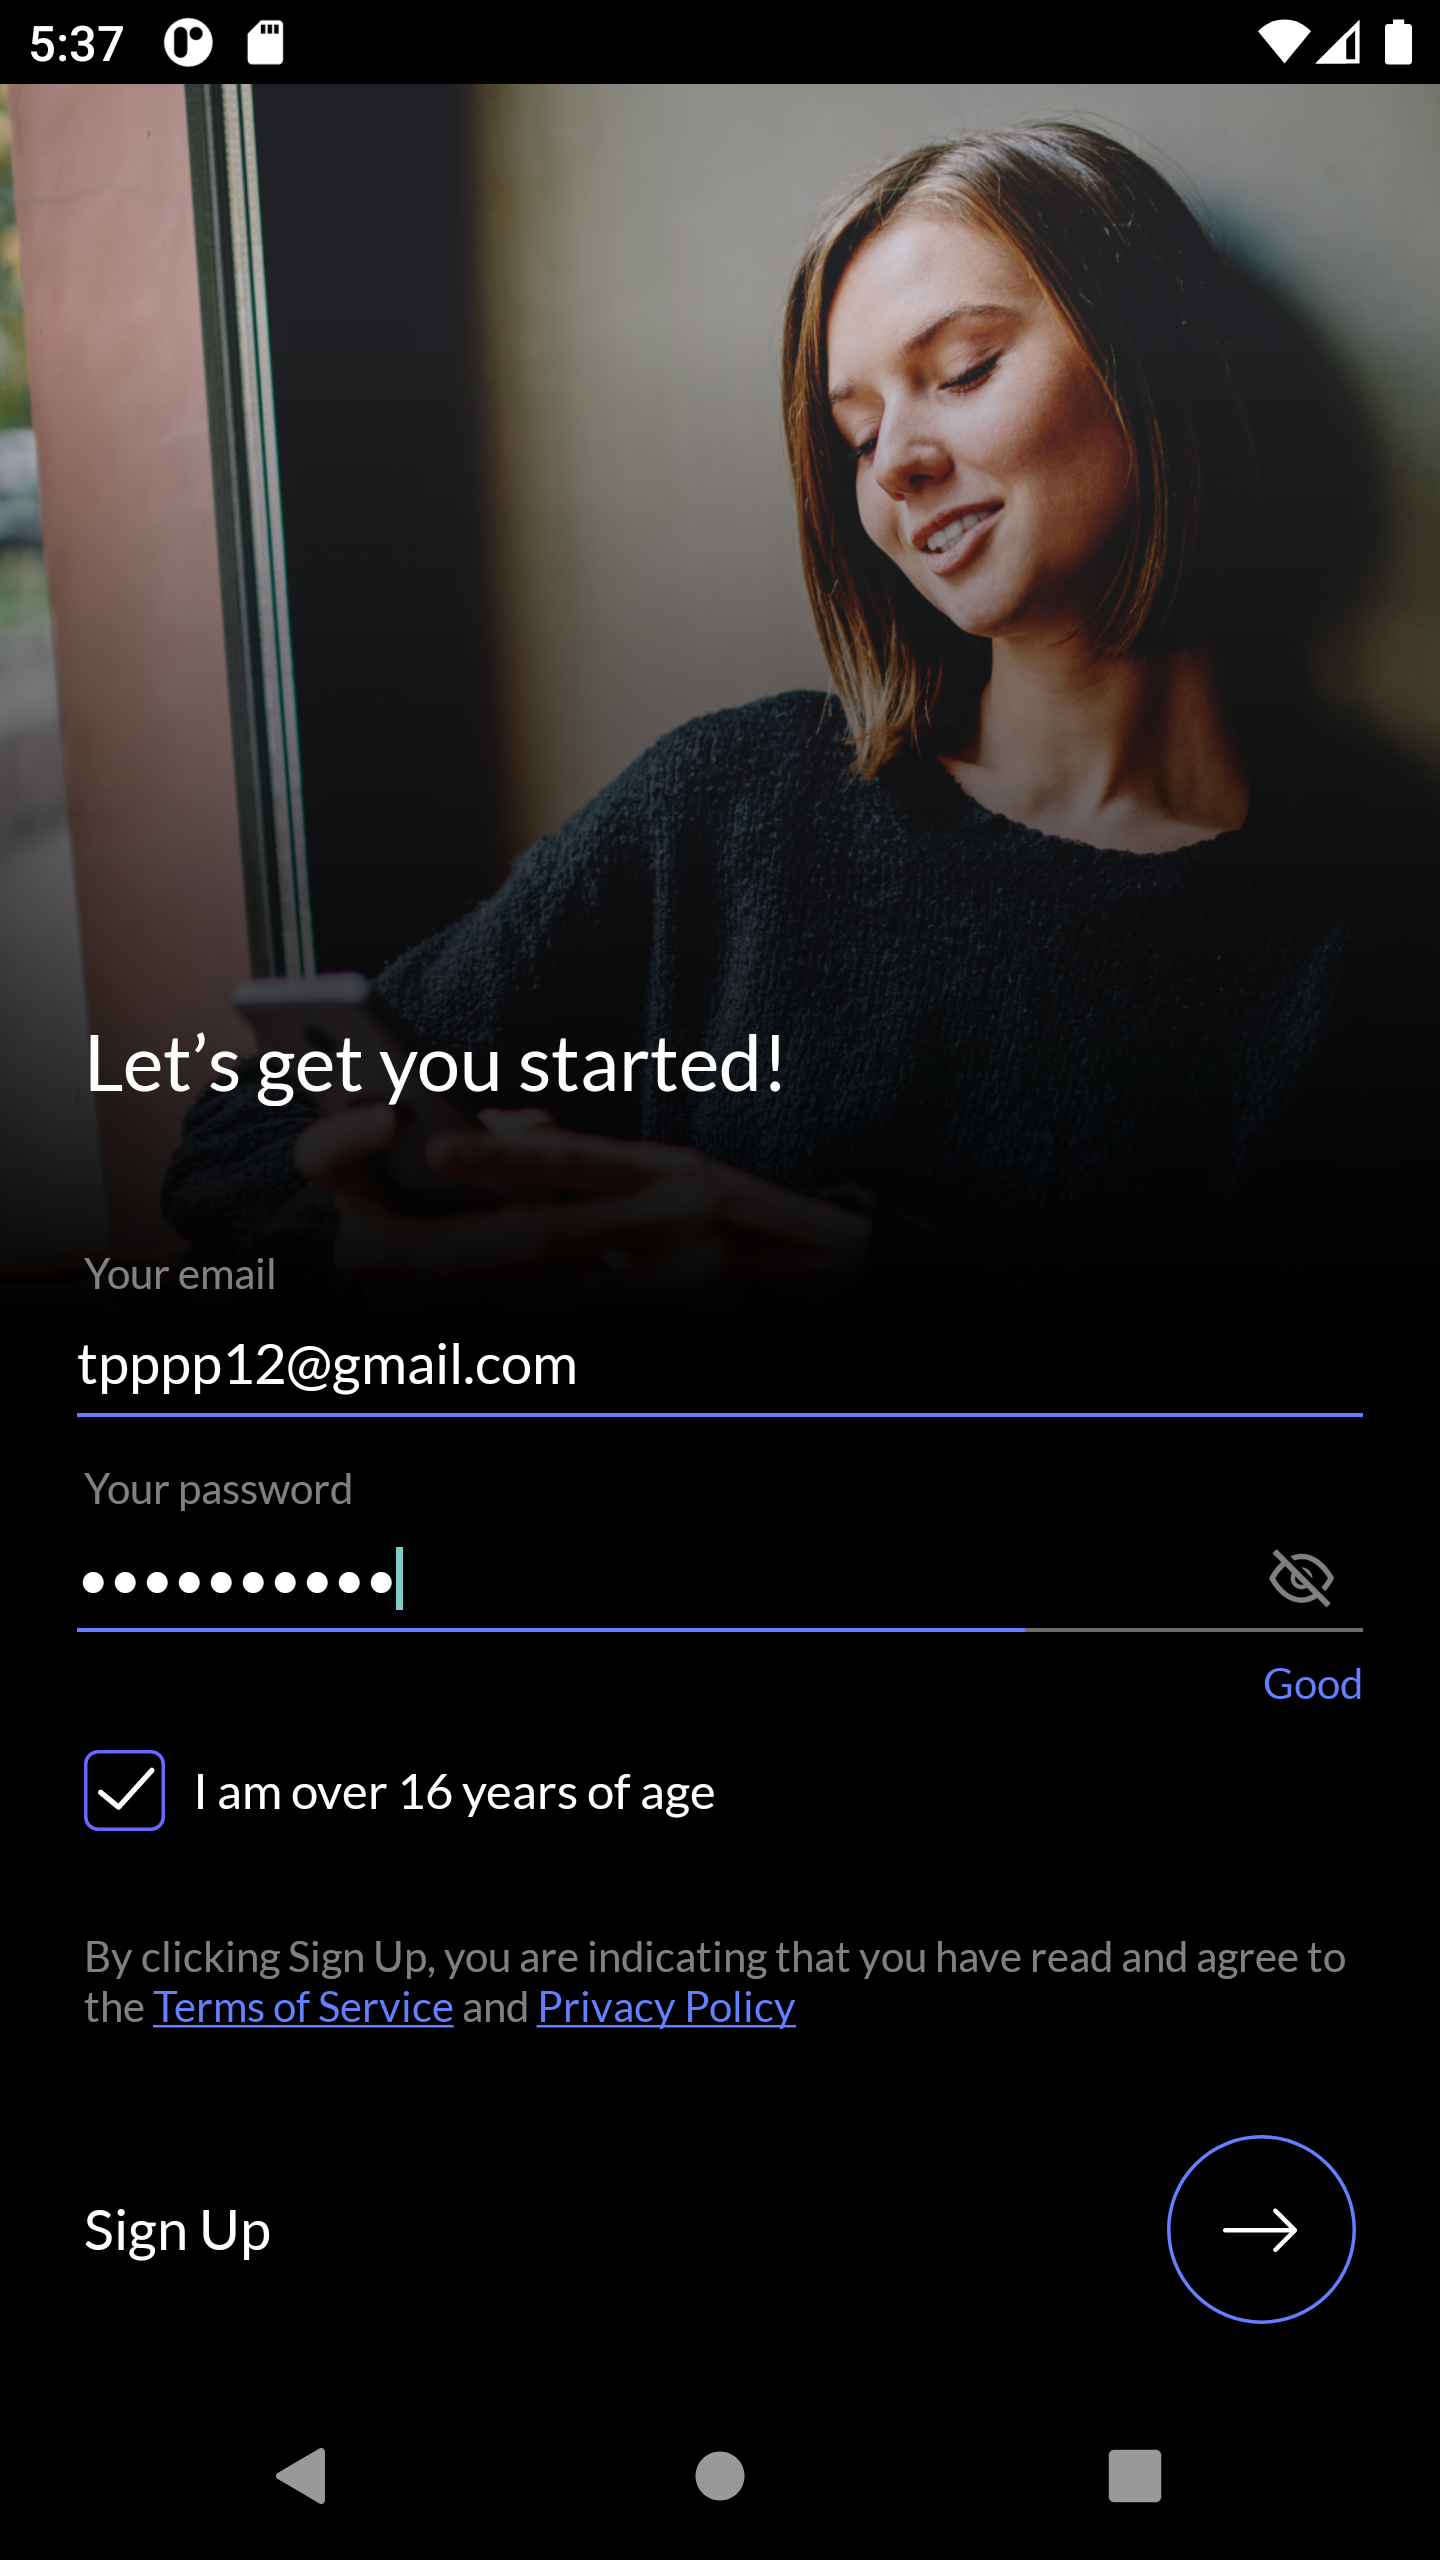 5:37
Let’s get you started!
Your email
tpppp12@gmail.com
Your password
••••••••••
Good
I am over 16 years of age
By clicking Sign Up, you are indicating that you have read and agree to
the Terms of Service and Privacy Policy
Sign Up